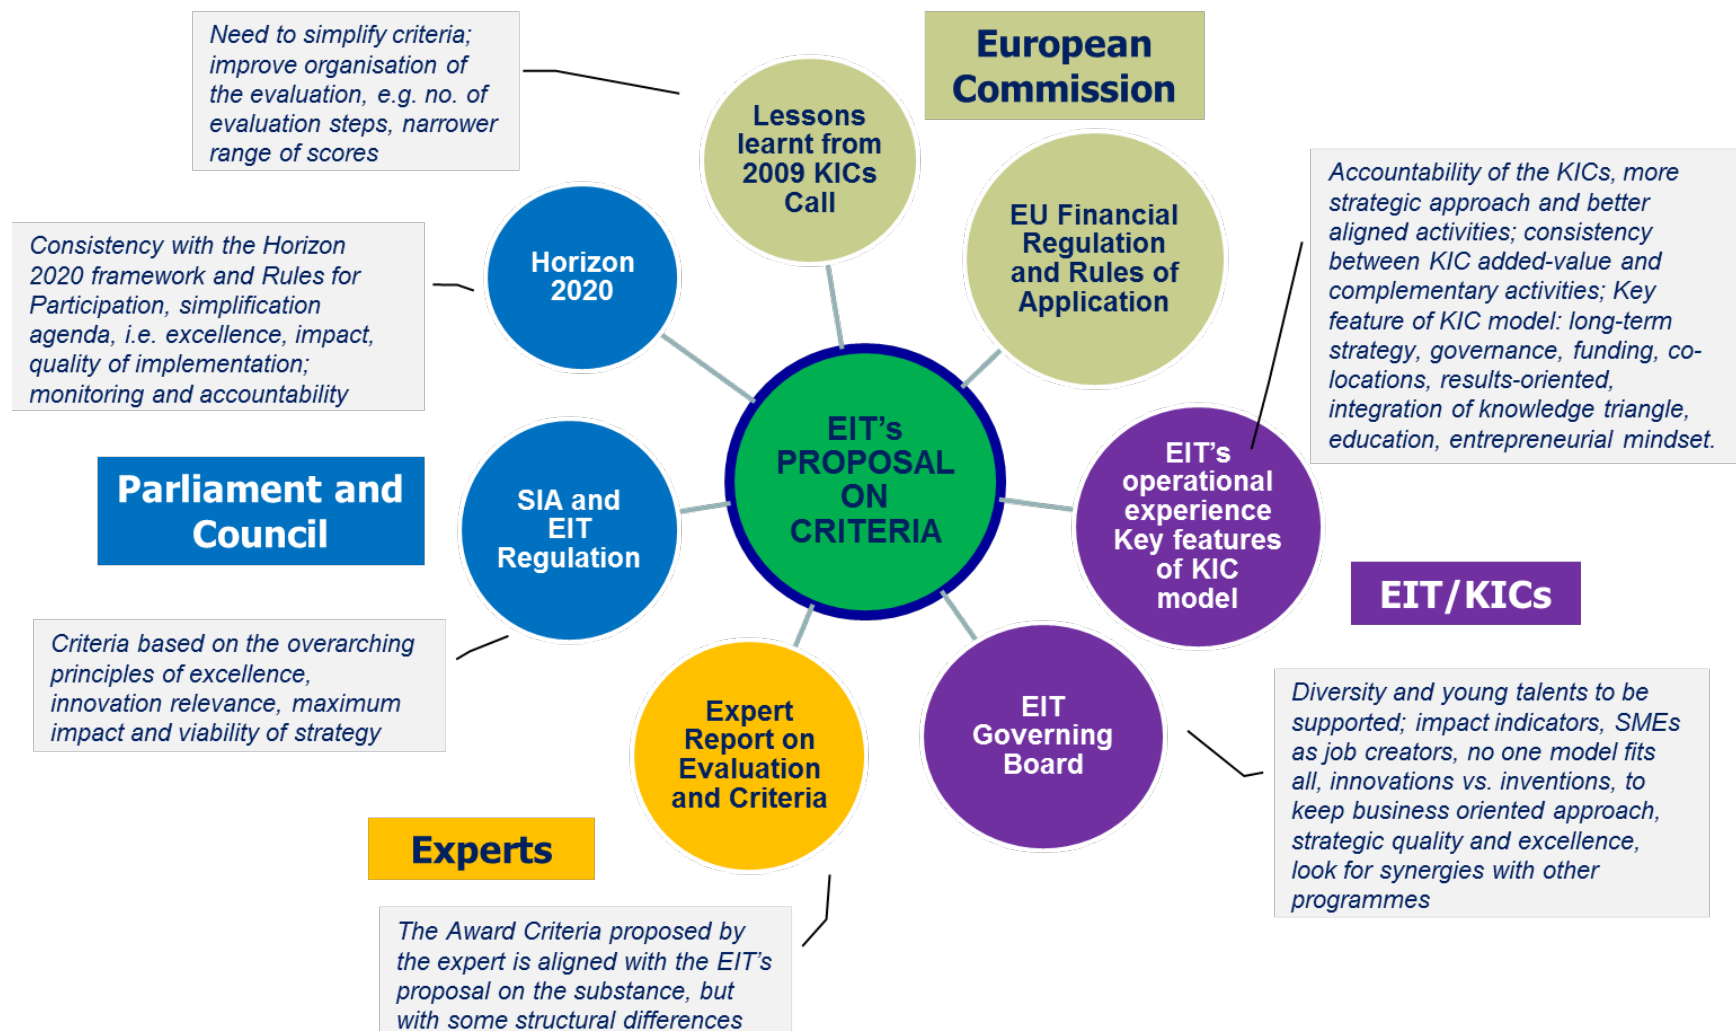 Need to simplify criteria;
improve organisation of
the evaluation, e.g. no. of
evaluation steps, narrower
range of scores
Lessons
learnt from
2009 KICs
Call
European
Commission
EU Financial
Regulation
and Rules of
Application
Accountability of the KICs, more
strategic approach and better
aligned activities; consistency
between KIC added-value and
complementary activities; Key
feature of KIC model: long-term
strategy, governance, funding, co-
locations, results-oriented,
integration of knowledge triangle,
education, entrepreneurial mindset.
Horizon
2020
Consistency with the Horizon
2020 framework and Rules for
Participation, simplification
agenda, i.e. excellence, impact,
quality of implementation;
monitoring and accountability
EIT's
PROPOSAL
ON
CRITERIA
EIT's
operational
experience
Key features
of KIC
model
Parliament and
Council
SIA and
EIT
Regulation
EIT/KICs
Criteria based on the overarching
principles of excellence,
innovation relevance, maximum
impact and viability of strategy
Expert
Report on
Evaluation
and Criteria
EIT
Governing
Board
Diversity and young talents to be
supported; impact indicators, SMEs
as job creators, no one model fits
all, innovations vs. inventions, to
keep business oriented approach,
strategic quality and excellence,
look for synergies with other
programmes
Experts
The Award Criteria proposed by
the expert is aligned with the EIT's
proposal on the substance, but
with some structural differences